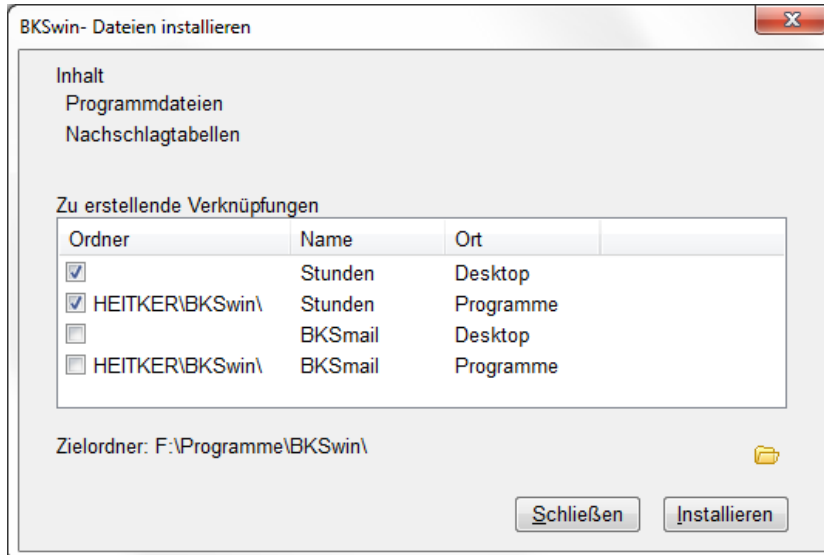 BKSwin- Dateien installieren
Inhalt
Programmdateien
Nachschlagtabellen
Zu erstellende Verknüpfungen
Ordner Name Ort
Stunden Desktop
HEITKER\BKSwin\ Stunden Programme
BKSmail Desktop
HEITKER\BKSwin\ BKSmail Programme
Zielordner: F:\Programme\BKSwin\
Schließen Installieren